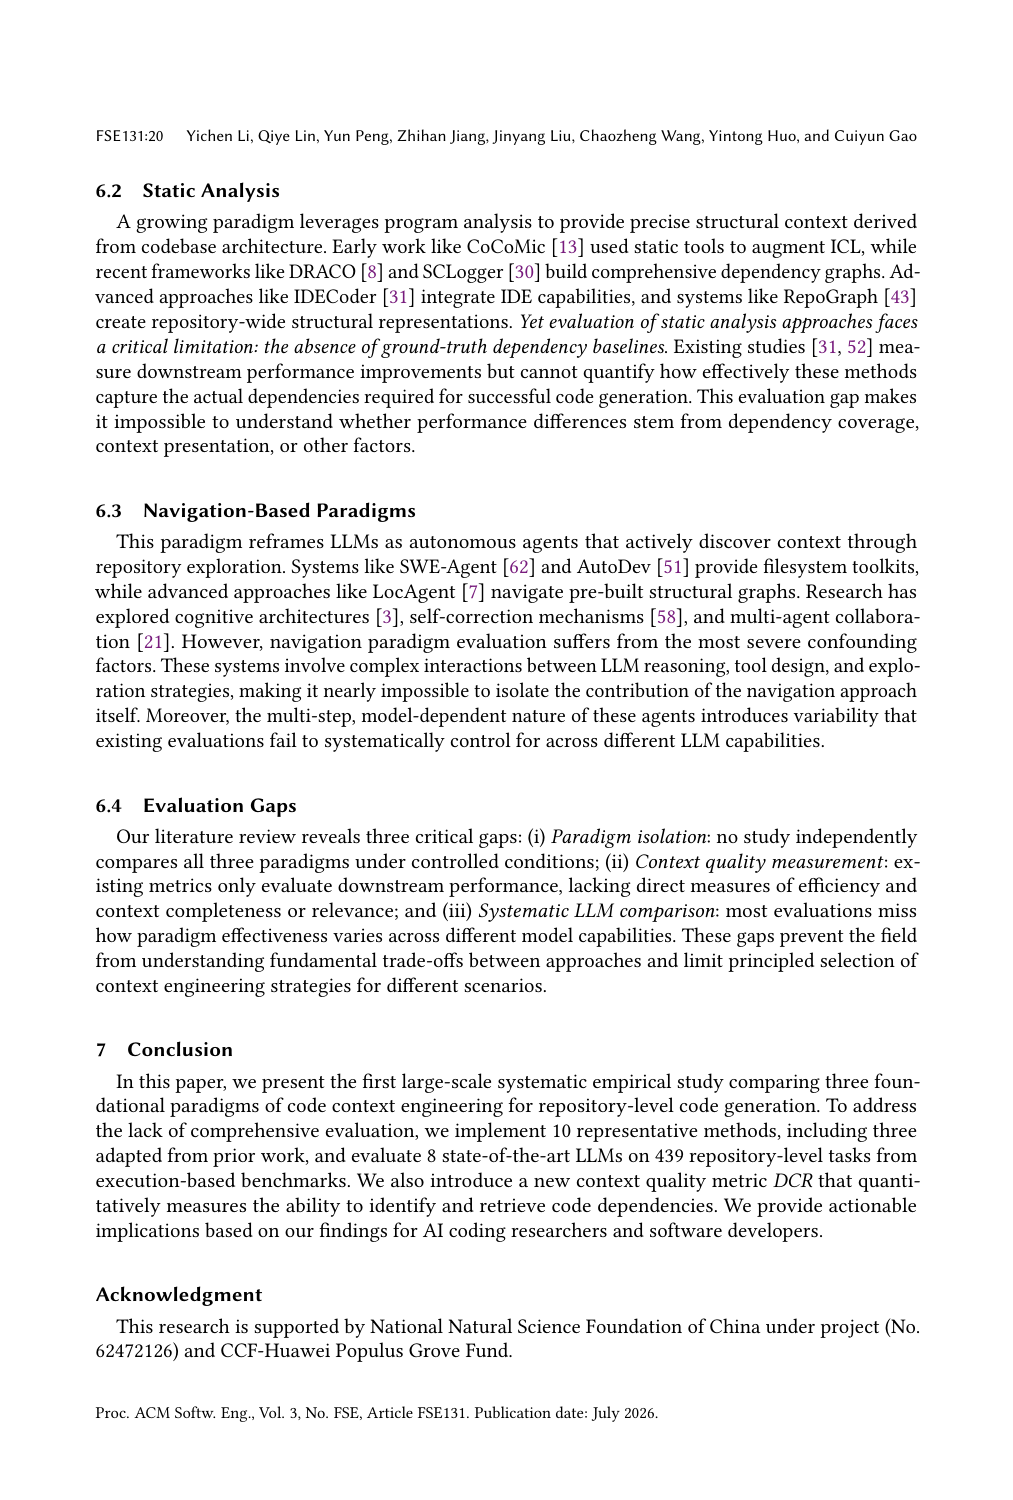 FSE131:20 Yichen Li, Qiye Lin, Yun Peng, Zhihan Jiang, Jinyang Liu, Chaozheng Wang, Yintong Huo, and Cuiyun Gao
6.2 Static Analysis
A growing paradigm leverages program analysis to provide precise structural context derived
from codebase architecture. Early work like CoCoMic [13] used static tools to augment ICL, while
recent frameworks like DRACO [8] and SCLogger [30] build comprehensive dependency graphs. Ad-
vanced approaches like IDECoder [31] integrate IDE capabilities, and systems like RepoGraph [43]
create repository-wide structural representations. Yet evaluation of static analysis approaches faces
a critical limitation: the absence of ground-truth dependency baselines. Existing studies [31, 52] mea-
sure downstream performance improvements but cannot quantify how effectively these methods
capture the actual dependencies required for successful code generation. This evaluation gap makes
it impossible to understand whether performance differences stem from dependency coverage,
context presentation, or other factors.
6.3 Navigation-Based Paradigms
This paradigm reframes LLMs as autonomous agents that actively discover context through
repository exploration. Systems like SWE-Agent [62] and AutoDev [51] provide filesystem toolkits,
while advanced approaches like LocAgent [7] navigate pre-built structural graphs. Research has
explored cognitive architectures [3], self-correction mechanisms [58], and multi-agent collabora-
tion [21]. However, navigation paradigm evaluation suffers from the most severe confounding
factors. These systems involve complex interactions between LLM reasoning, tool design, and explo-
ration strategies, making it nearly impossible to isolate the contribution of the navigation approach
itself. Moreover, the multi-step, model-dependent nature of these agents introduces variability that
existing evaluations fail to systematically control for across different LLM capabilities.
6.4 Evaluation Gaps
Our literature review reveals three critical gaps: (i) Paradigm isolation: no study independently
compares all three paradigms under controlled conditions; (ii) Context quality measurement: ex-
isting metrics only evaluate downstream performance, lacking direct measures of efficiency and
context completeness or relevance; and (iii) Systematic LLM comparison: most evaluations miss
how paradigm effectiveness varies across different model capabilities. These gaps prevent the field
from understanding fundamental trade-offs between approaches and limit principled selection of
context engineering strategies for different scenarios.
7 Conclusion
In this paper, we present the first large-scale systematic empirical study comparing three foun-
dational paradigms of code context engineering for repository-level code generation. To address
the lack of comprehensive evaluation, we implement 10 representative methods, including three
adapted from prior work, and evaluate 8 state-of-the-art LLMs on 439 repository-level tasks from
execution-based benchmarks. We also introduce a new context quality metric DCR that quanti-
tatively measures the ability to identify and retrieve code dependencies. We provide actionable
implications based on our findings for AI coding researchers and software developers.
Acknowledgment
This research is supported by National Natural Science Foundation of China under project (No.
62472126) and CCF-Huawei Populus Grove Fund.
Proc. ACM Softw. Eng., Vol. 3, No. FSE, Article FSE131. Publication date: July 2026.